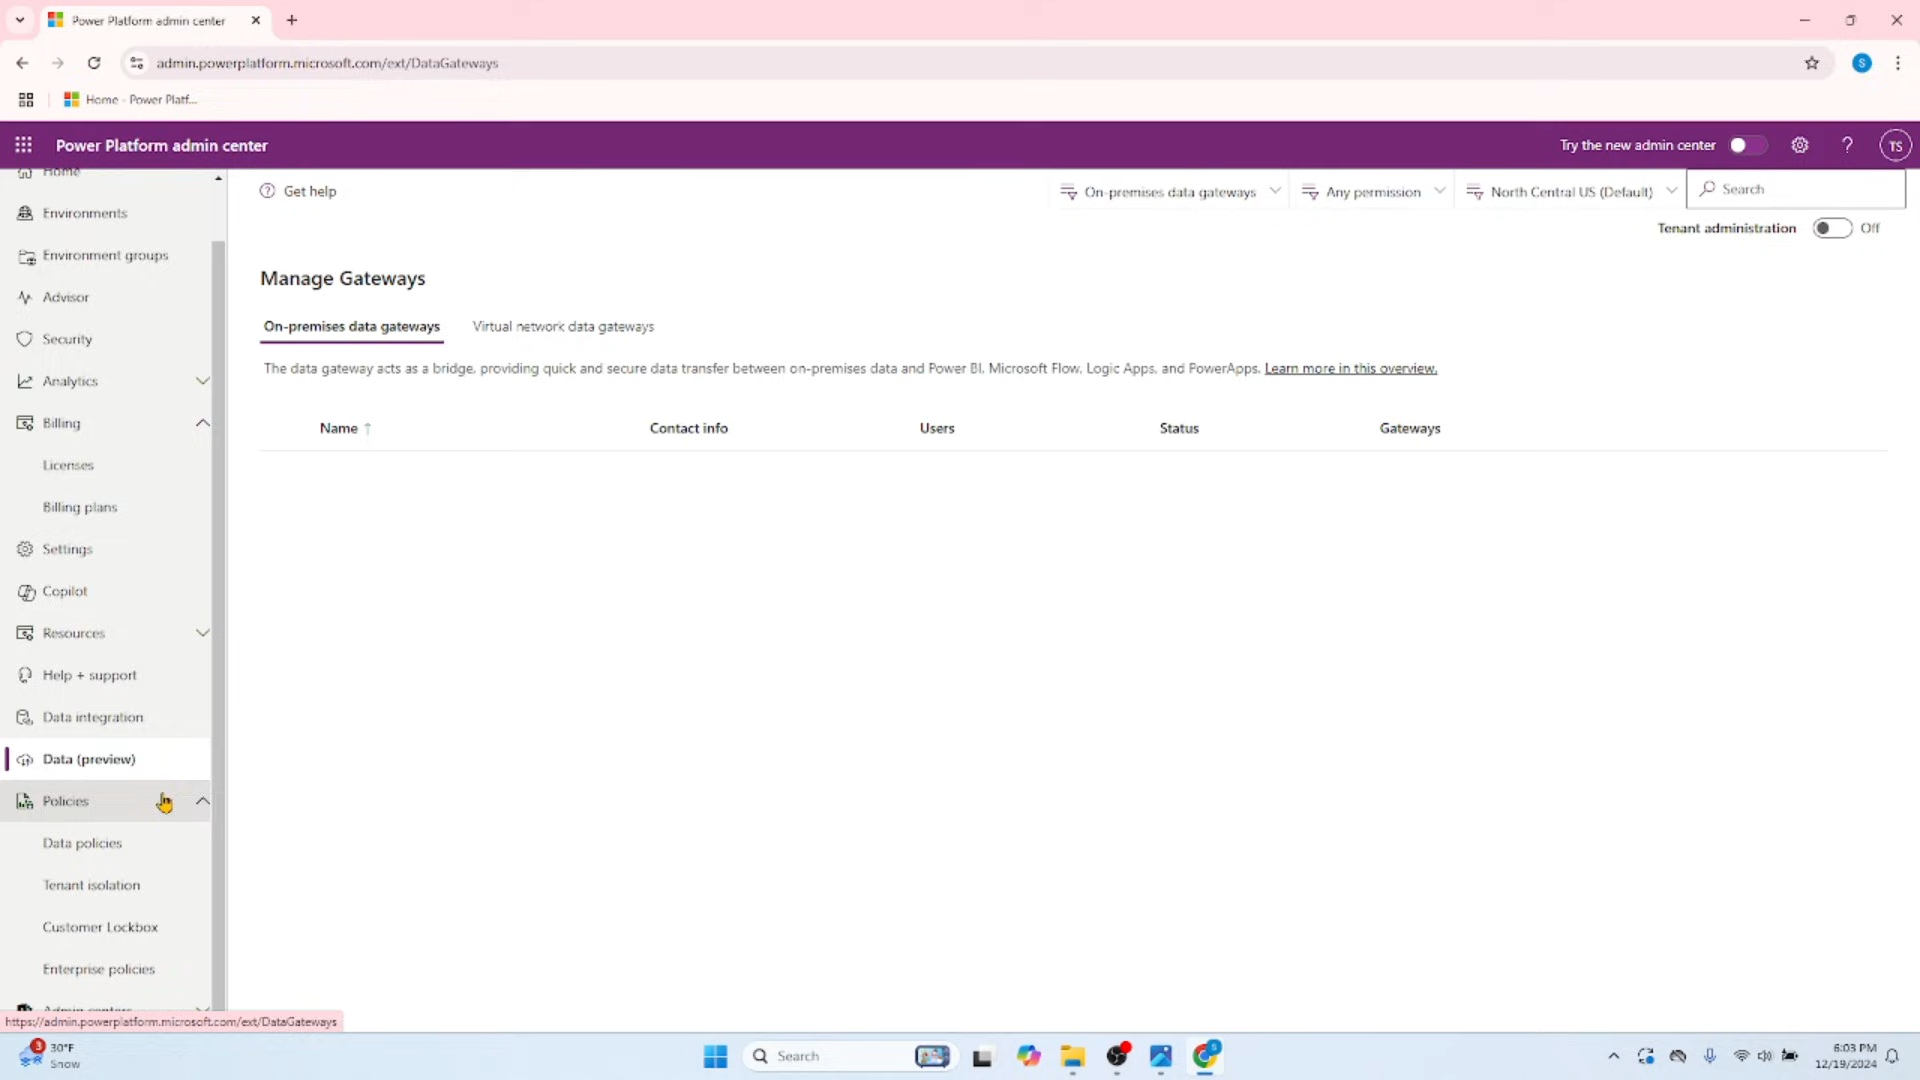 Power Platform admin center
admin.powerplatform.microsoft.com/ext/DataGateways
Home - Power Platf...
Power Platform admin center
Try the new admin center
TS
Home
Environments
Environment groups
Advisor
Security
Analytics
Billing
Licenses
Billing plans
Settings
Copilot
Resources
Help + support
Data integration
Data (preview)
Policies
Data policies
Tenant isolation
Customer Lockbox
Enterprise policies
Admin centers
Get help
On-premises data gateways
Any permission
North Central US (Default)
Search
Tenant administration
Off
Manage Gateways
On-premises data gateways
Virtual network data gateways
The data gateway acts as a bridge, providing quick and secure data transfer between on-premises data and Power BI, Microsoft Flow, Logic Apps, and PowerApps. Learn more in this overview.
Name ↑
Contact info
Users
Status
Gateways
https://admin.powerplatform.microsoft.com/ext/DataGateways
3
30°F
Snow
Search
S
6:03 PM
12/19/2024